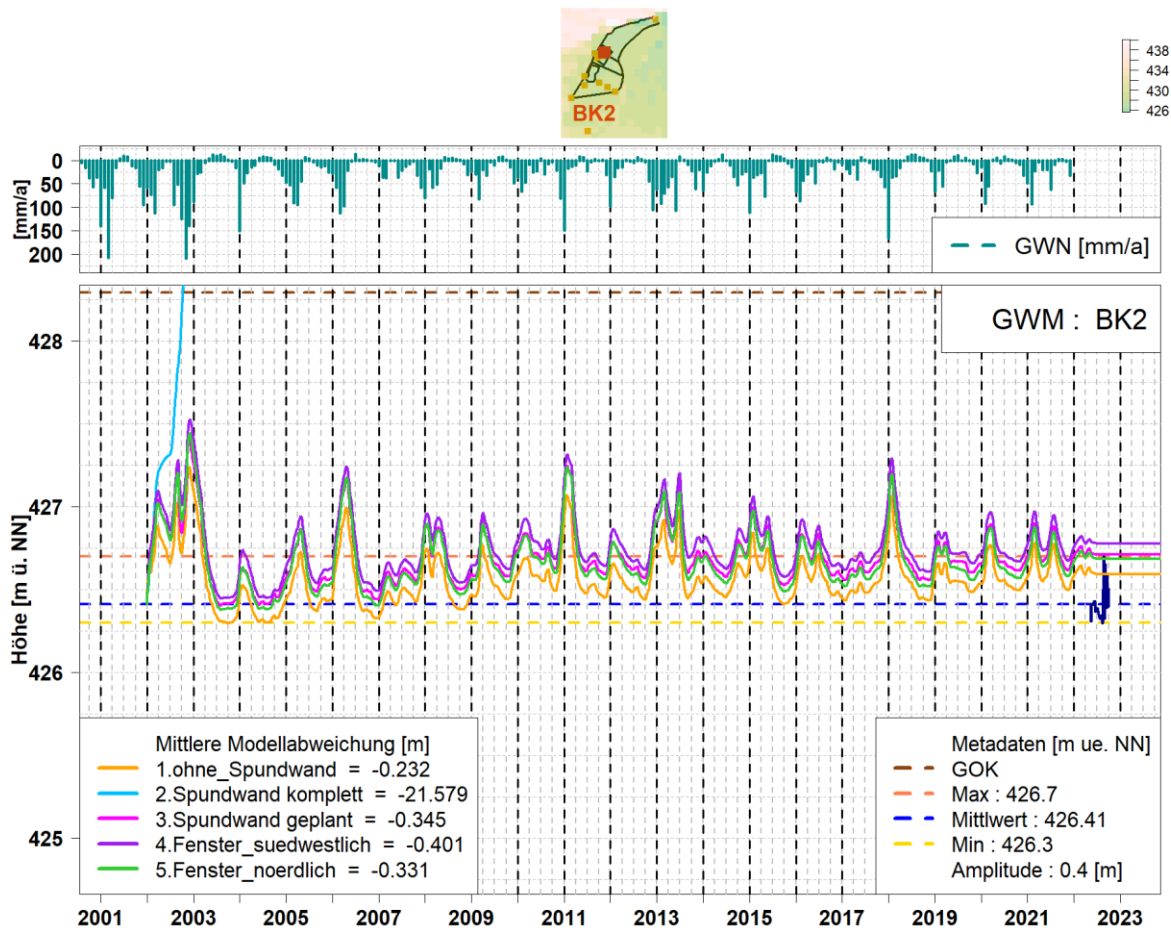 BK2
438
434
430
426
0
50
100
150
200
[mm/a]
GWN [mm/a]
GWM : BK2
428
427
426
425
Höhe [m ü. NN]
Mittlere Modellabweichung [m]
1.ohne_Spundwand = -0.232
2.Spundwand komplett = -21.579
3.Spundwand geplant = -0.345
4.Fenster_suedwestlich = -0.401
5.Fenster_noerdlich = -0.331
Metadaten [m ue. NN]
GOK
Max : 426.7
Mittlwert : 426.41
Min : 426.3
Amplitude : 0.4 [m]
2001 2003 2005 2007 2009 2011 2013 2015 2017 2019 2021 2023